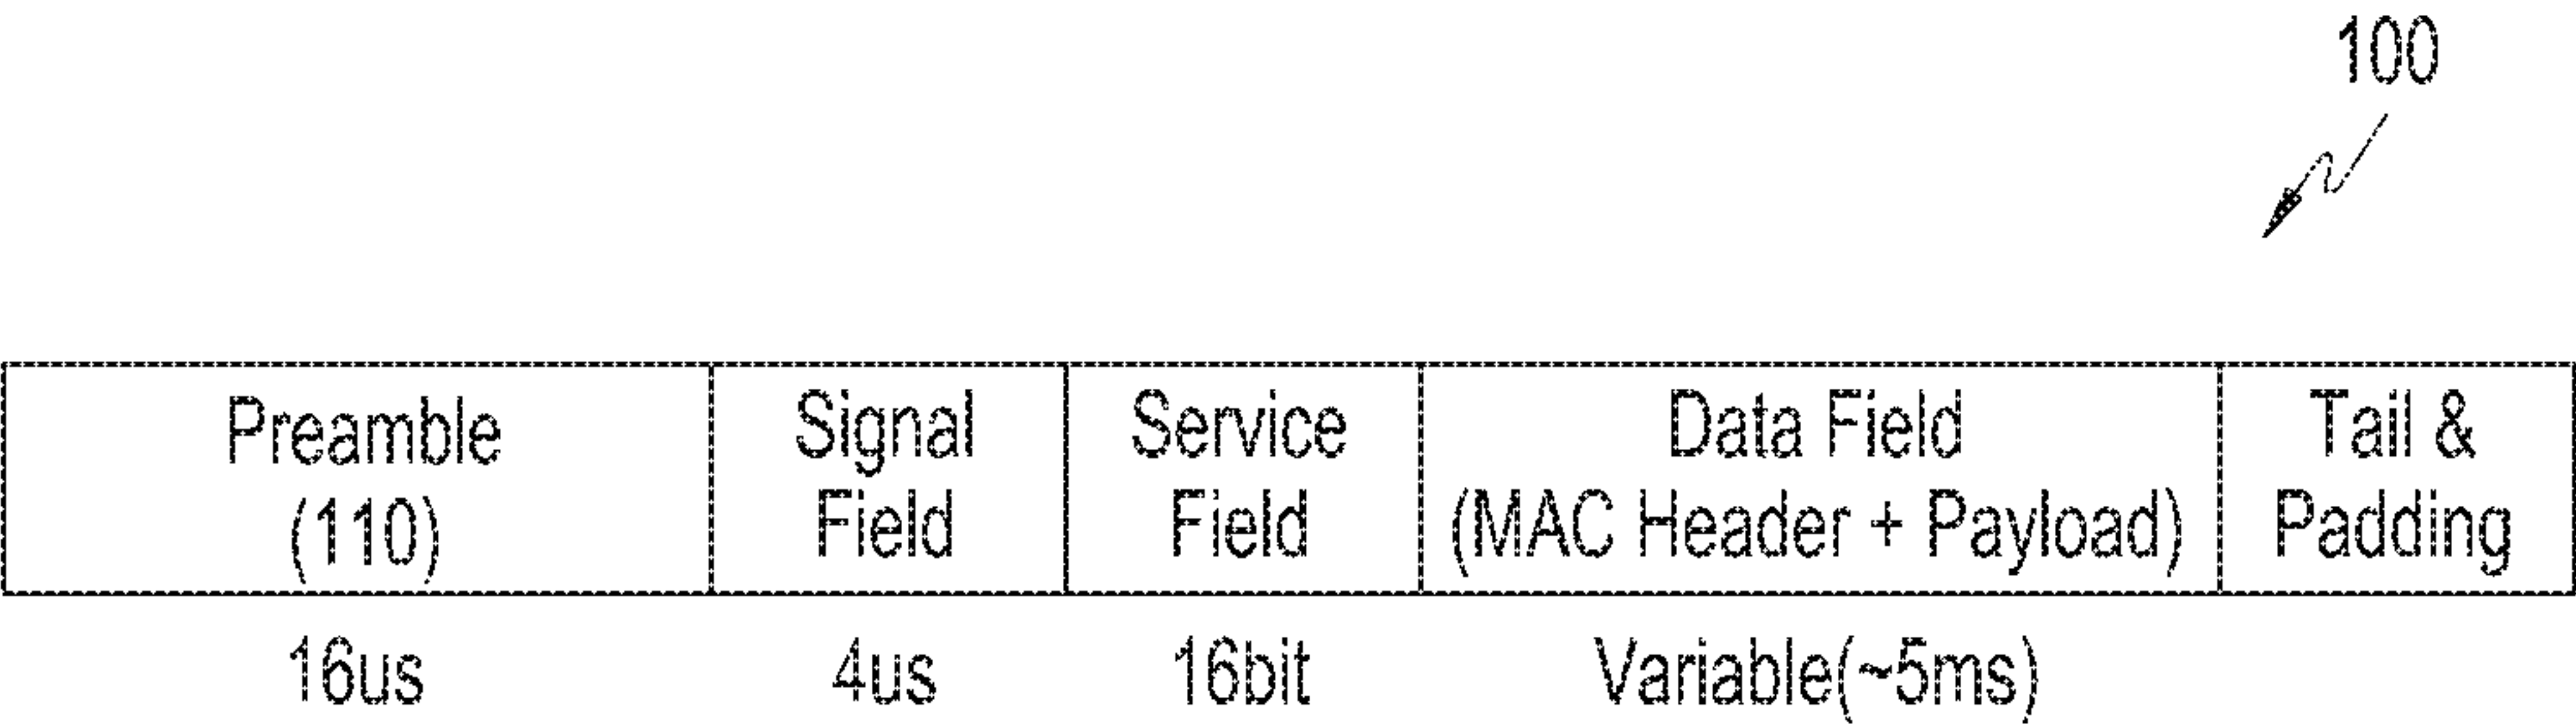 100
Preamble
(110)
Signal
Field
Service
Field
Data Field
(MAC Header + Payload)
Tail &
Padding
16us
4us
16bit
Variable(~5ms)